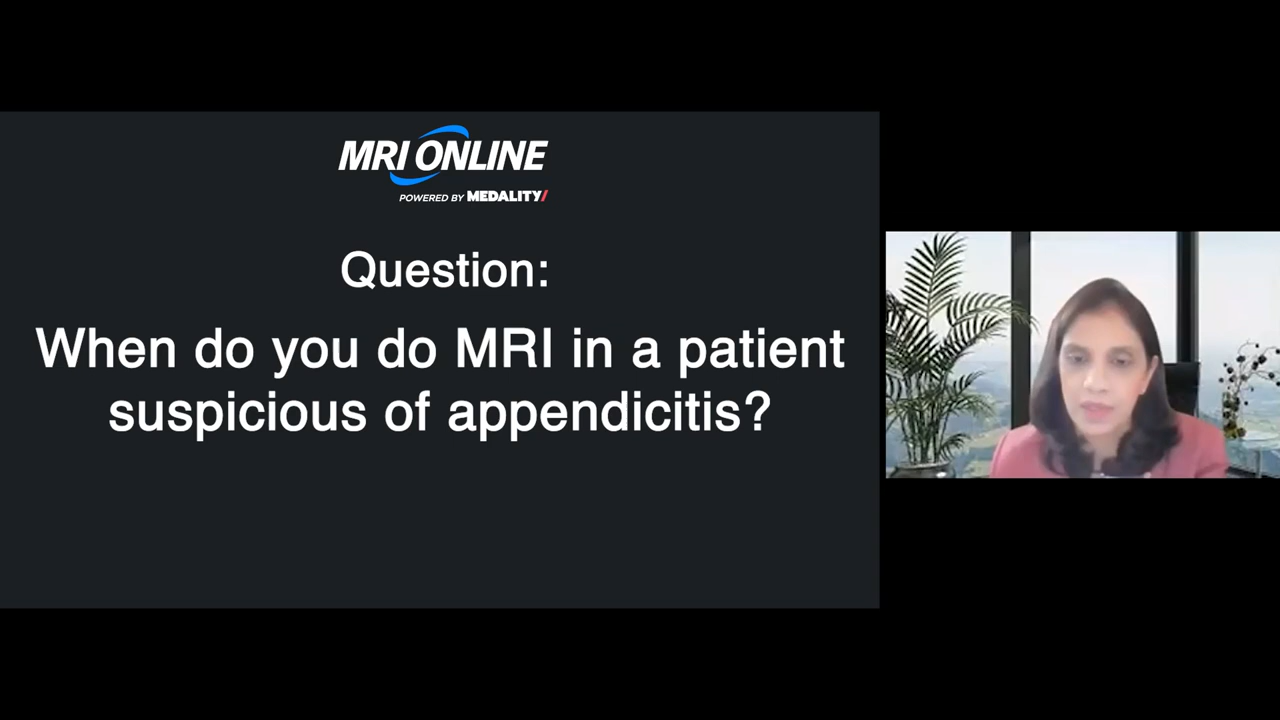 MRI ONLINE
POWERED BY MEDALITY/
Question:
When do you do MRI in a patient
suspicious of appendicitis?